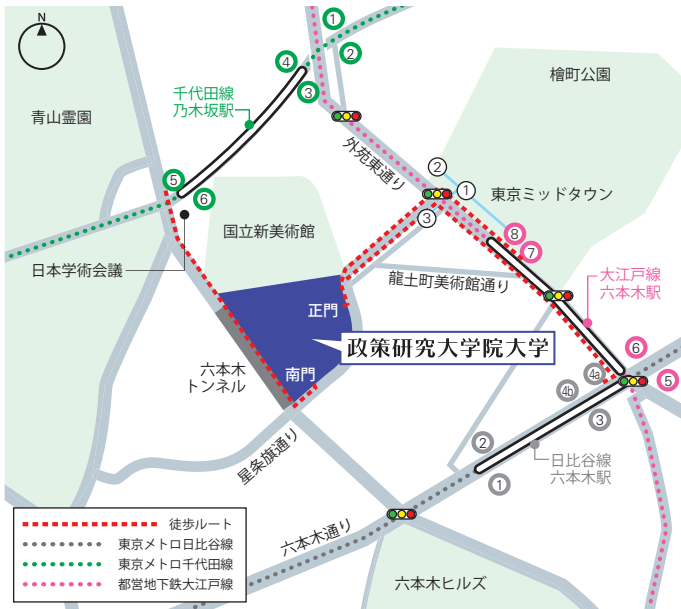 N
①
②
④
③
千代田線
乃木坂駅
檜町公園
青山霊園
外苑東通り
②
①
⑤
⑥
③
東京ミッドタウン
国立新美術館
⑧
⑦
日本学術会議
龍土町美術館通り
大江戸線
六本木駅
正門
政策研究大学院大学
六本木
トンネル
南門
⑥
4a
⑤
4b
③
星条旗通り
②
①
日比谷線
六本木駅
六本木通り
六本木ヒルズ
徒歩ルート
東京メトロ日比谷線
東京メトロ千代田線
都営地下鉄大江戸線